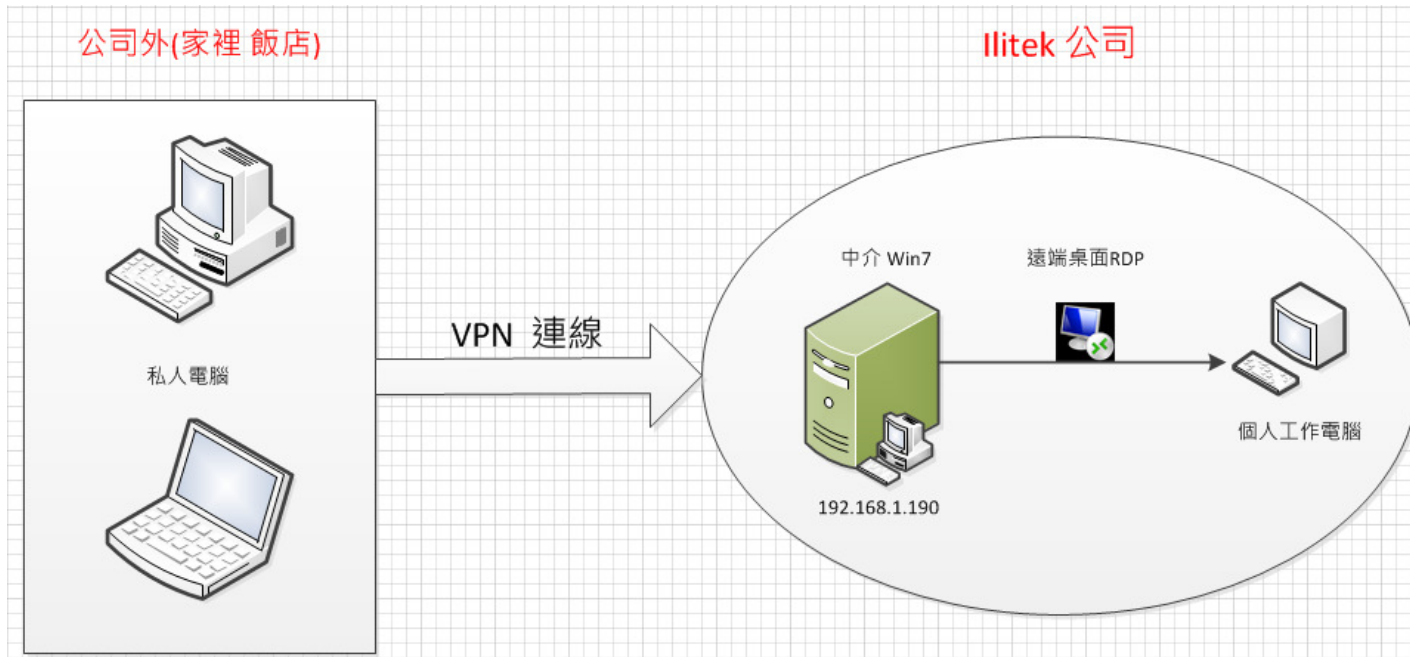 公司外(家裡 飯店)
Ilitek 公司
私人電腦
VPN 連線
中介 Win7
遠端桌面RDP
192.168.1.190
個人工作電腦